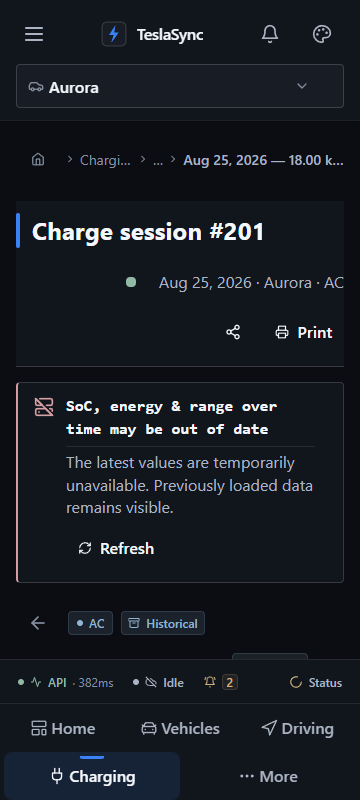 TeslaSync
Aurora
Chargi... ... Aug 25, 2026 — 18.00 k...
Charge session #201
Aug 25, 2026 · Aurora · AC
Print
SoC, energy & range over
time may be out of date
The latest values are temporarily
unavailable. Previously loaded data
remains visible.
Refresh
AC Historical
API · 382ms Idle 2 Status
Home Vehicles Driving
Charging More